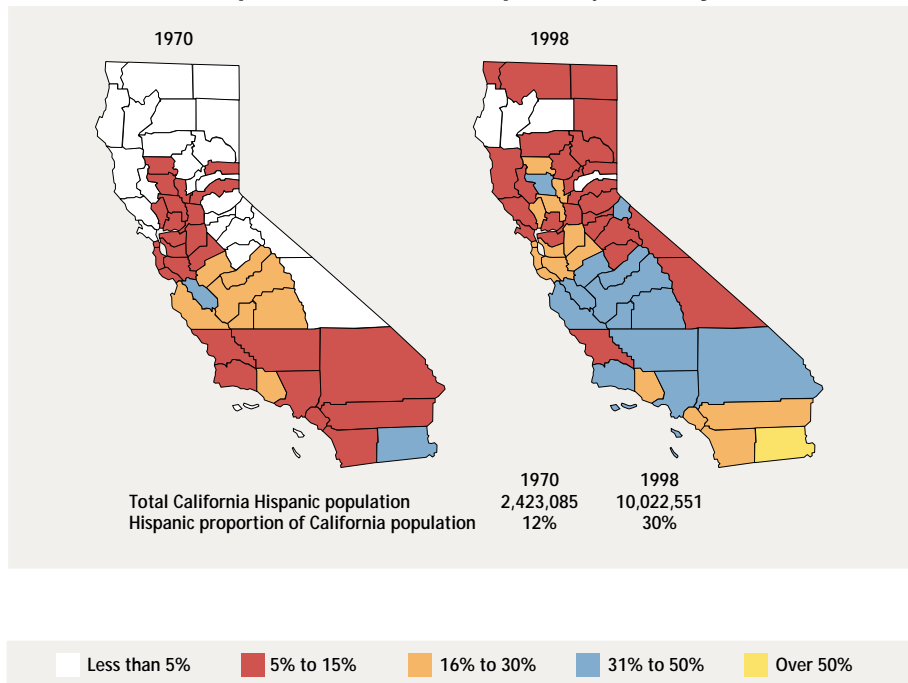 1970 1998
1970 1998
Total California Hispanic population 2,423,085 10,022,551
Hispanic proportion of California population 12% 30%
Less than 5% 5% to 15% 16% to 30% 31% to 50% Over 50%